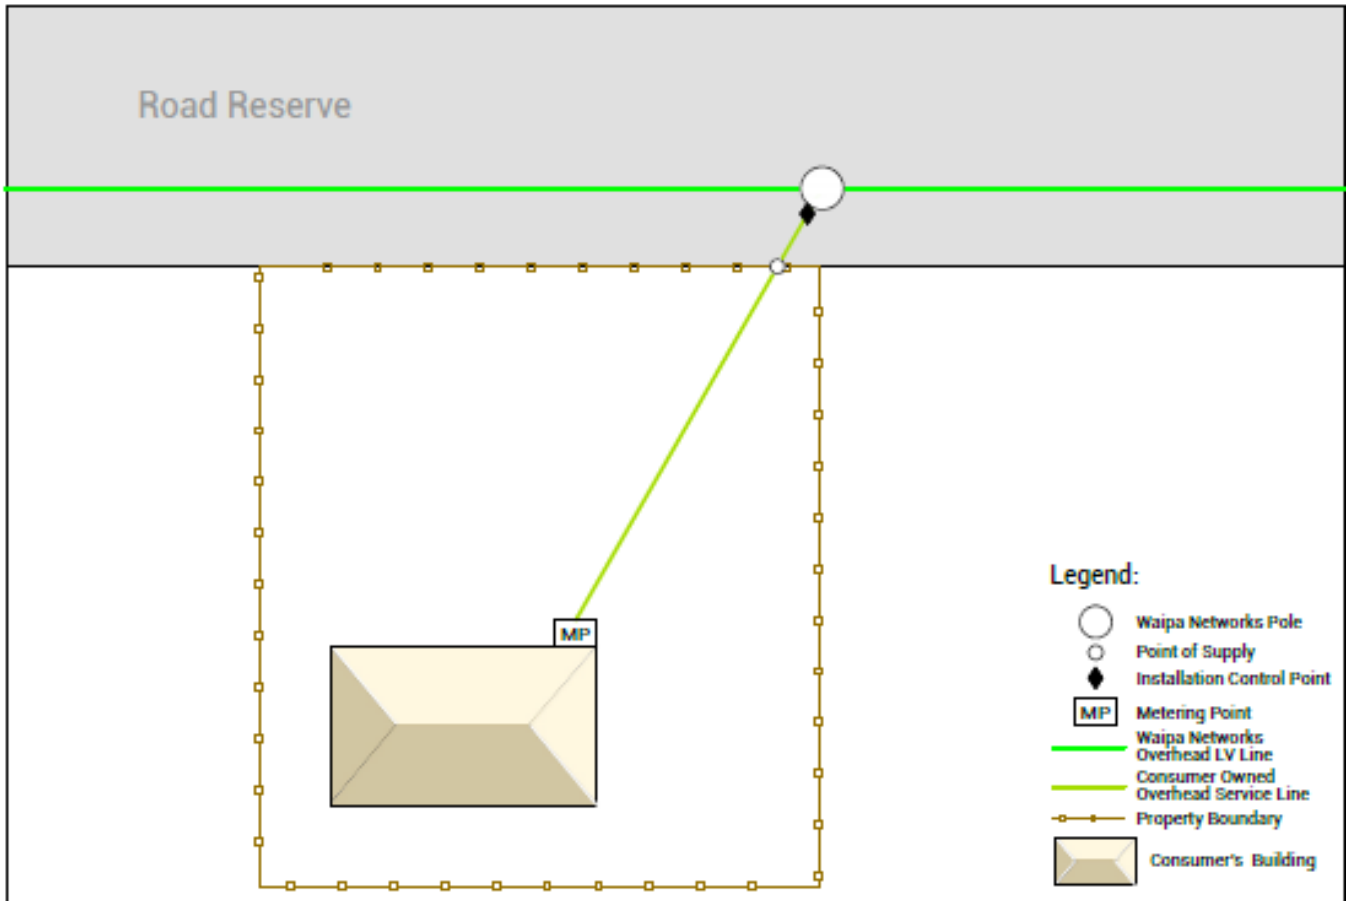 Road Reserve
MP
Legend:
Waipa Networks Pole
Point of Supply
Installation Control Point
MP Metering Point
Waipa Networks
Overhead LV Line
Consumer Owned
Overhead Service Line
Property Boundary
Consumer's Building